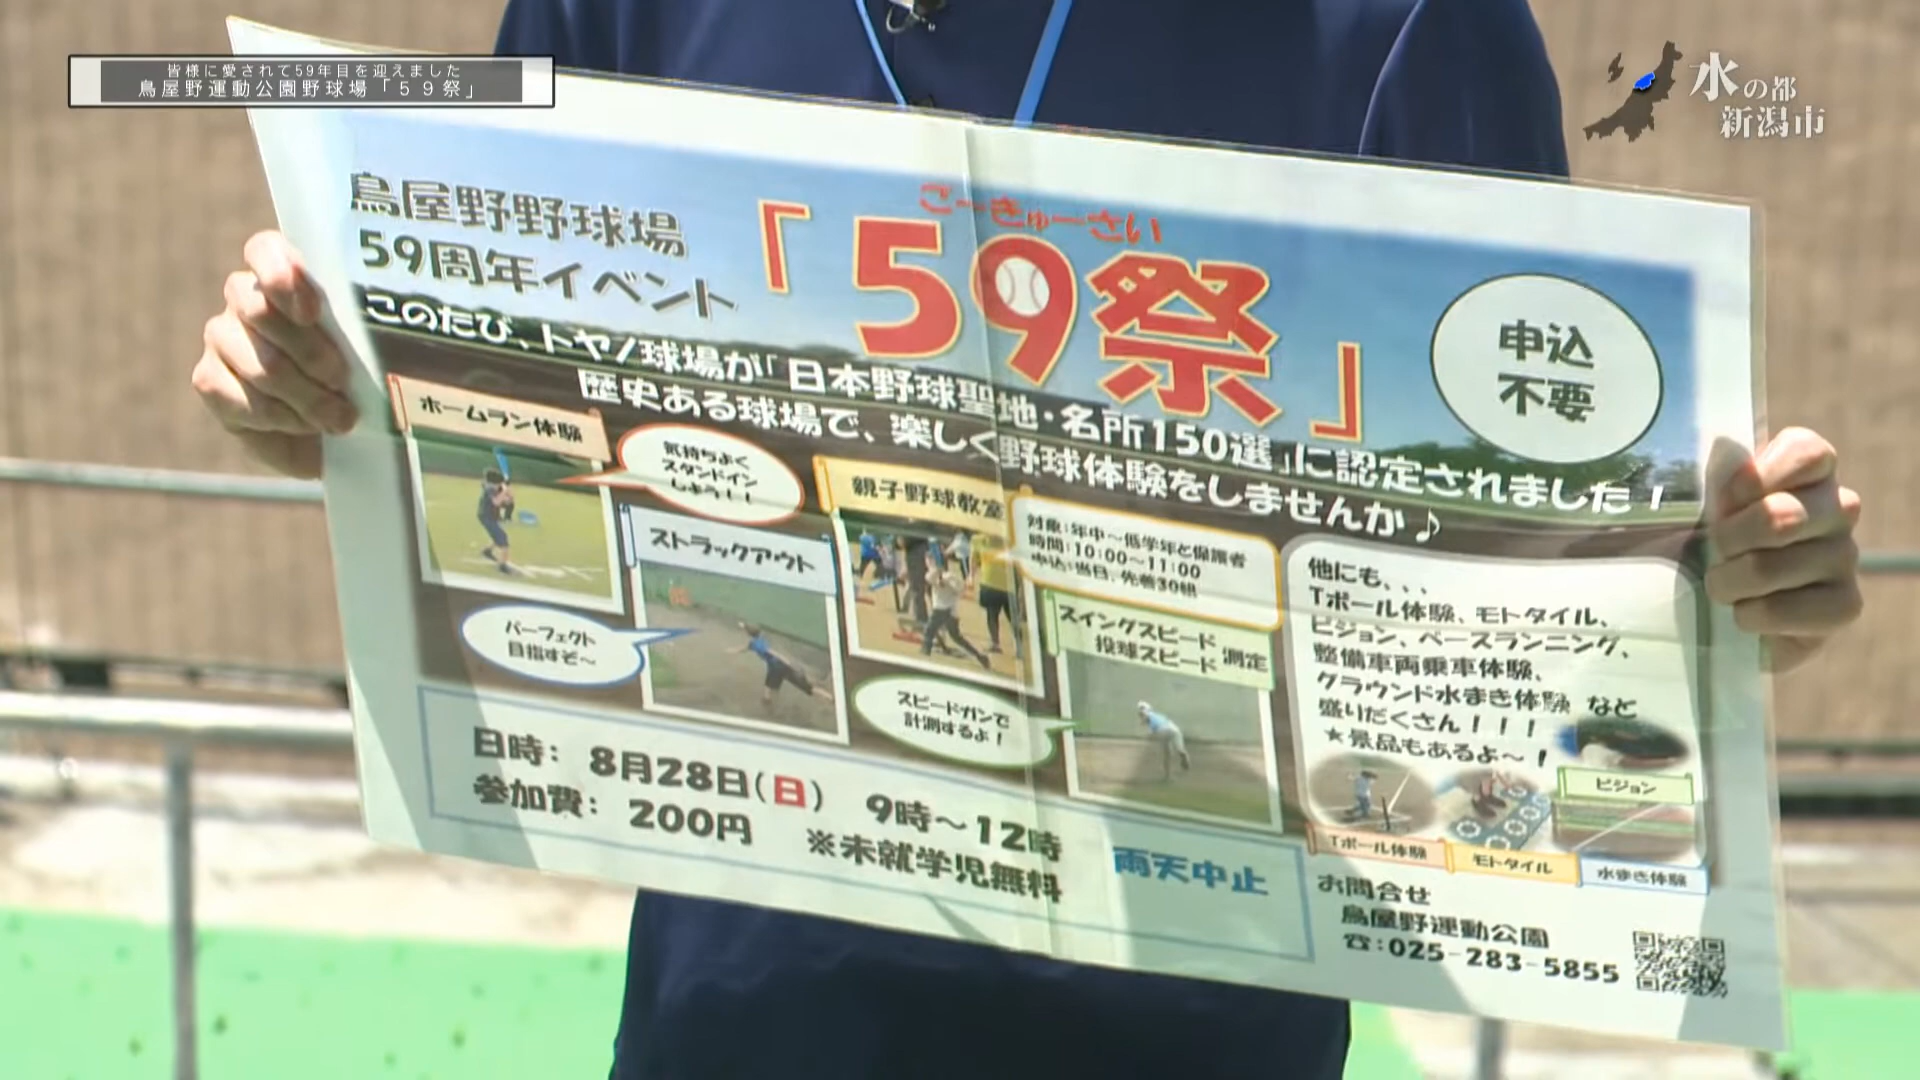 皆様に愛されて59年目を迎えました
鳥屋野運動公園野球場「59祭」
水の都
新潟市
鳥屋野野球場
59周年イベント
こーきゅーさい
「59祭」
申込
不要
このたび、トヤノ球場が「日本野球聖地・名所150選」に認定されました!
歴史ある球場で、楽しく野球体験をしませんか♪
ホームラン体験
気持ちよく
スタンドイン
しよう!!
ストラックアウト
パーフェクト
目指すぞ~
親子野球教室
対象:年中~低学年と保護者
時間:10:00~11:00
申込:当日、先着30組
スイングスピード
投球スピード 測定
スピードガンで
計測するよ!
他にも、、、
Tボール体験、モトタイル、
ビジョン、ベースランニング、
整備車両乗車体験、
グラウンド水まき体験 など
盛りだくさん!!!
★景品もあるよ~!
ビジョン
Tボール体験
モトタイル
水まき体験
日時: 8月28日(日) 9時~12時
参加費: 200円 ※未就学児無料
雨天中止
お問合せ
鳥屋野運動公園
☎:025-283-5855